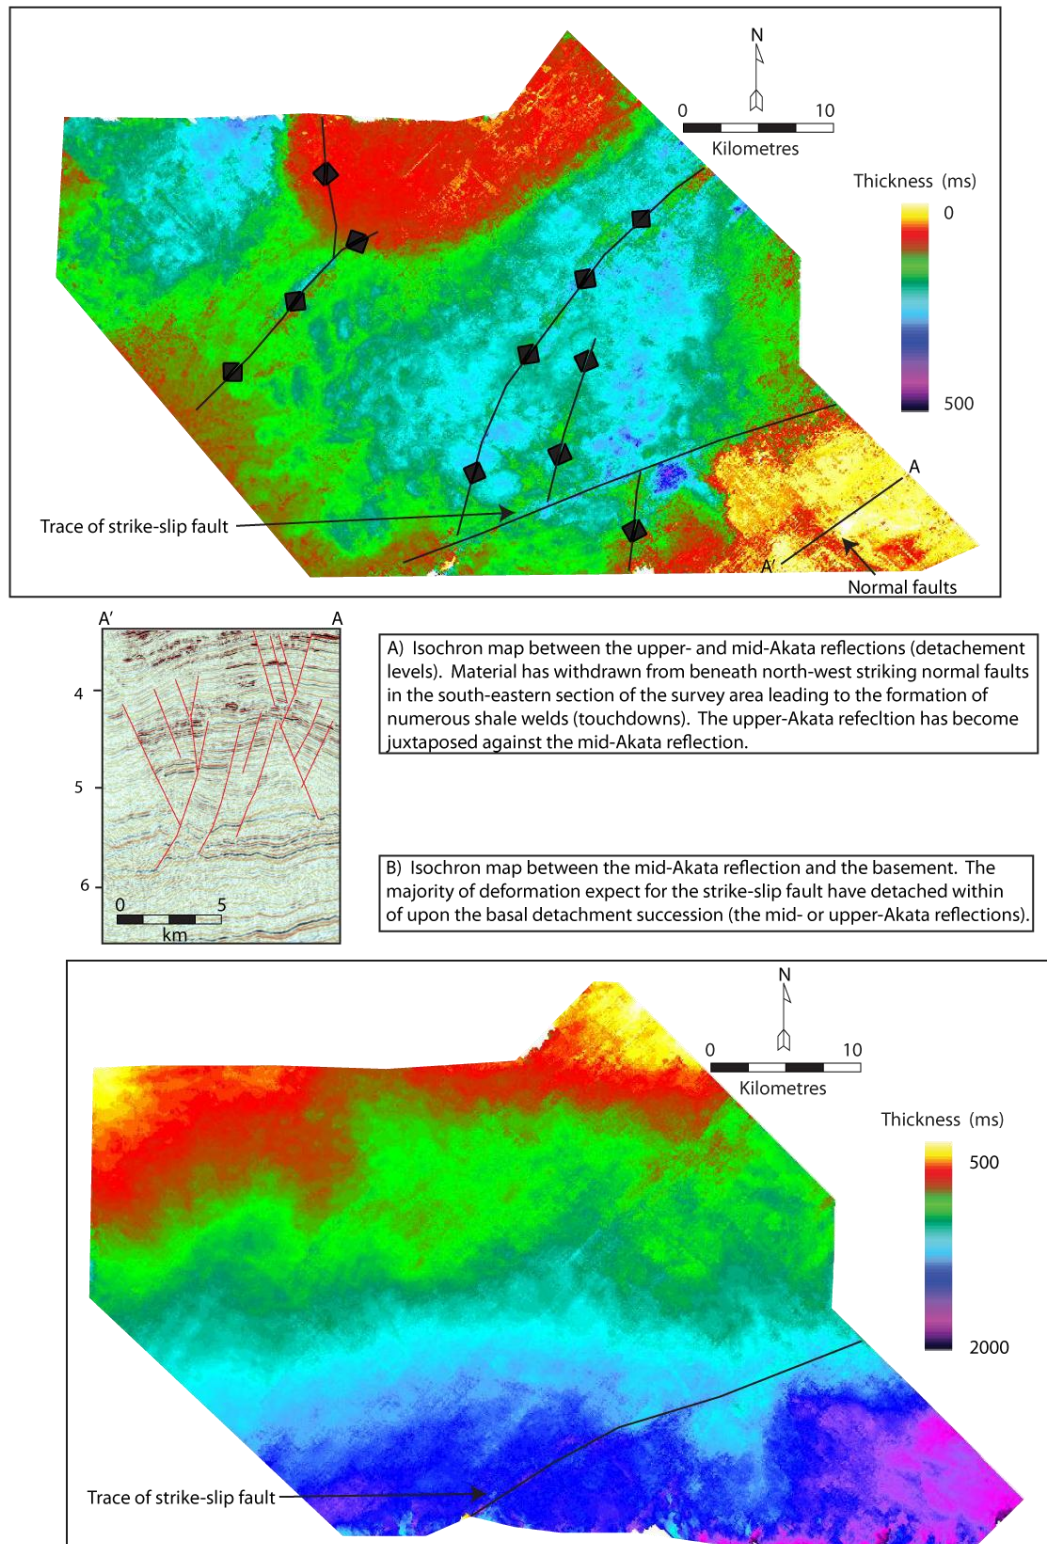 N
0 10
Kilometres
Thickness (ms)
0
500
A
A'
Trace of strike-slip fault
Normal faults
A' A
4
5
6
0 5
km
A) Isochron map between the upper- and mid-Akata reflections (detachement
levels). Material has withdrawn from beneath north-west striking normal faults
in the south-eastern section of the survey area leading to the formation of
numerous shale welds (touchdowns). The upper-Akata refecltion has become
juxtaposed against the mid-Akata reflection.
B) Isochron map between the mid-Akata reflection and the basement. The
majority of deformation expect for the strike-slip fault have detached within
of upon the basal detachment succession (the mid- or upper-Akata reflections).
N
0 10
Kilometres
Thickness (ms)
500
2000
Trace of strike-slip fault